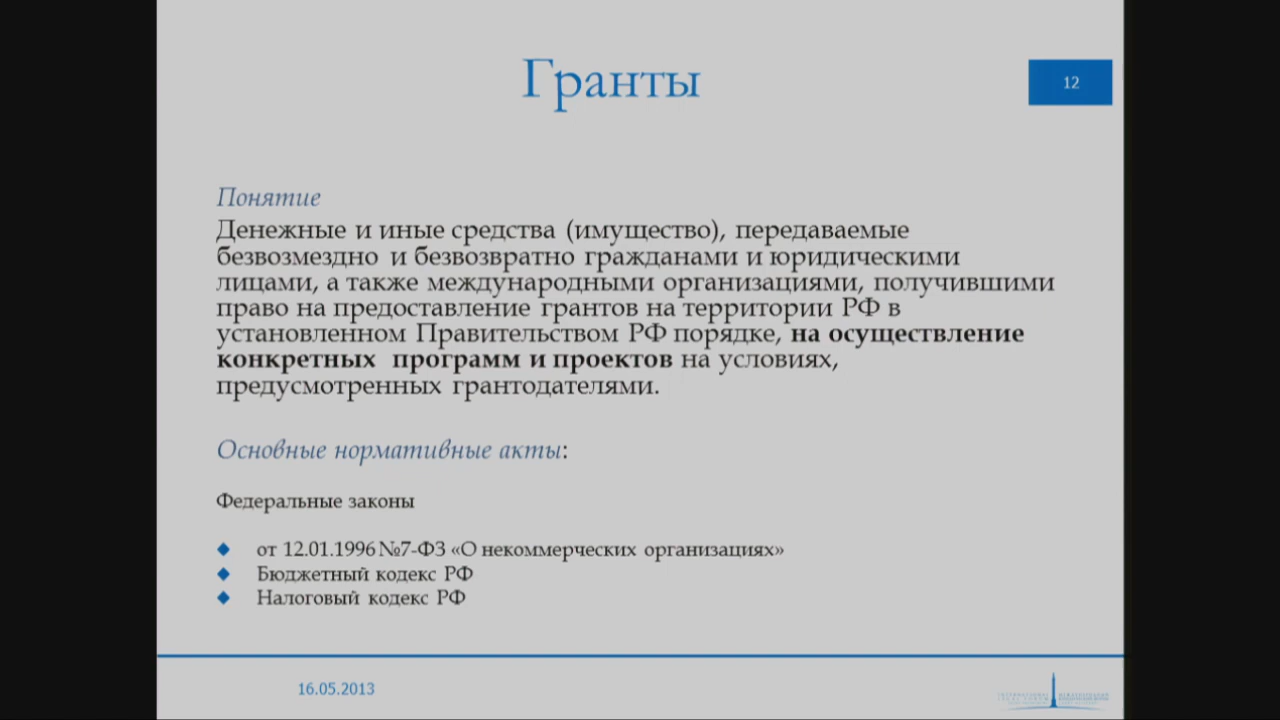 Гранты
12
Понятие
Денежные и иные средства (имущество), передаваемые
безвозмездно и безвозвратно гражданами и юридическими
лицами, а также международными организациями, получившими
право на предоставление грантов на территории РФ в
установленном Правительством РФ порядке, на осуществление
конкретных программ и проектов на условиях,
предусмотренных грантодателями.
Основные нормативные акты:
Федеральные законы
от 12.01.1996 №7-ФЗ «О некоммерческих организациях»
Бюджетный кодекс РФ
Налоговый кодекс РФ
16.05.2013